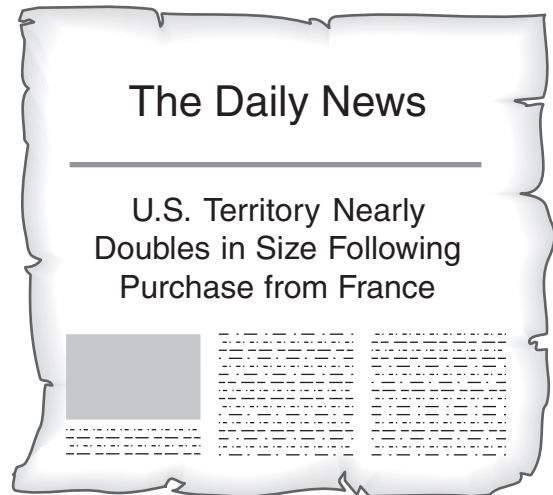 The Daily News
U.S. Territory Nearly
Doubles in Size Following
Purchase from France